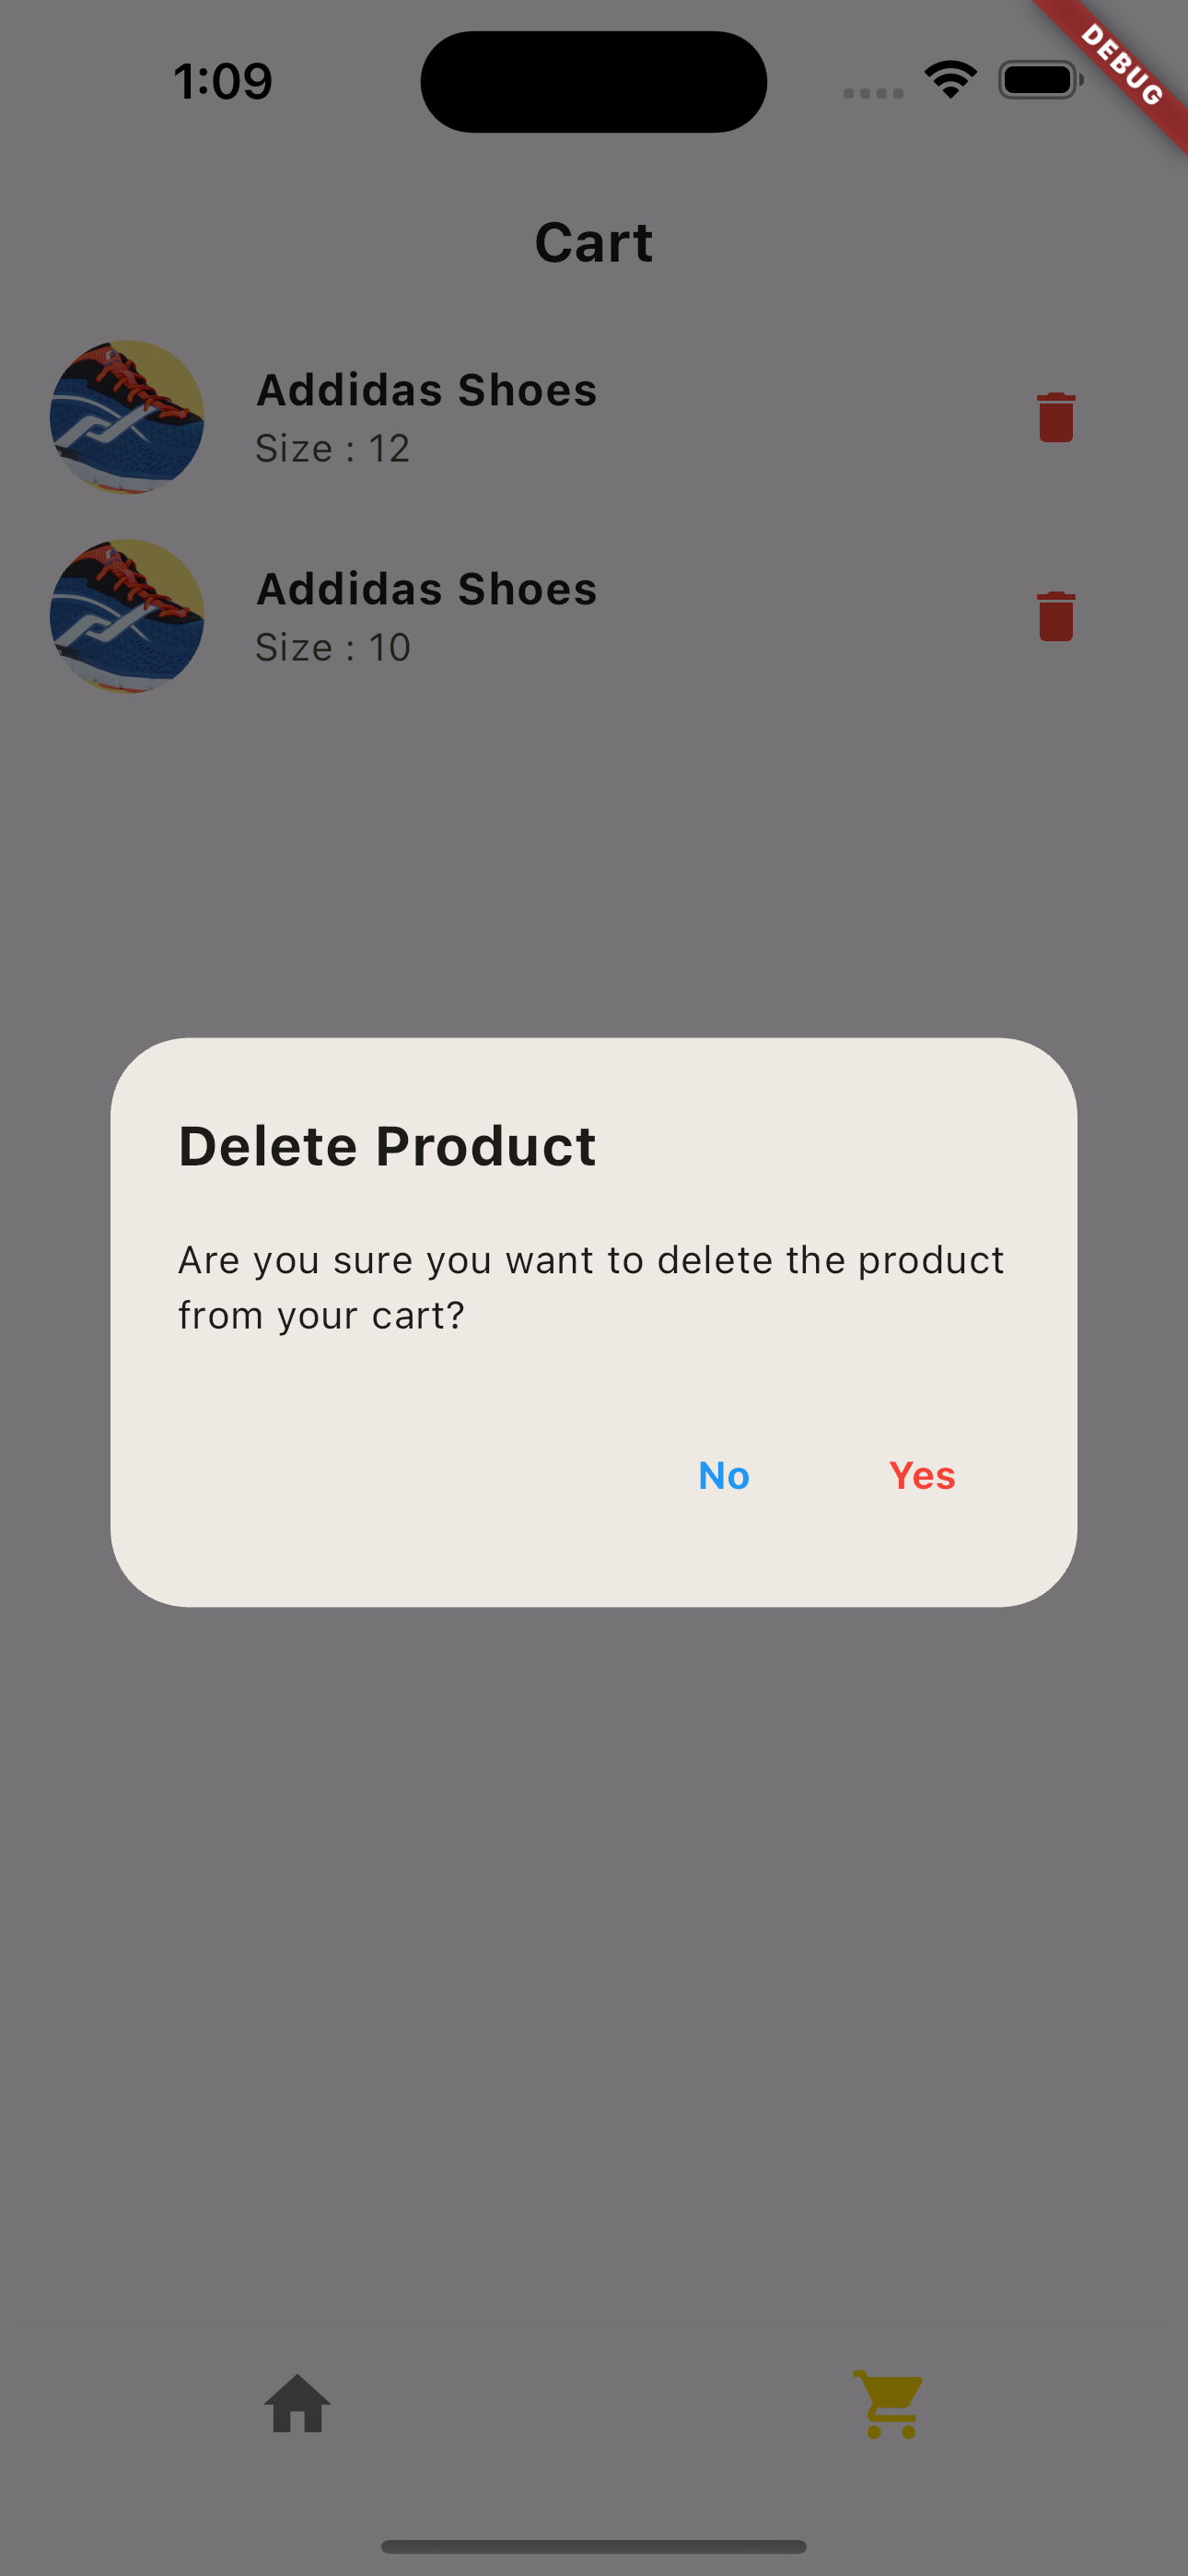 1:09
DEBUG
Cart
Addidas Shoes
Size : 12
Addidas Shoes
Size : 10
Delete Product
Are you sure you want to delete the product
from your cart?
No
Yes